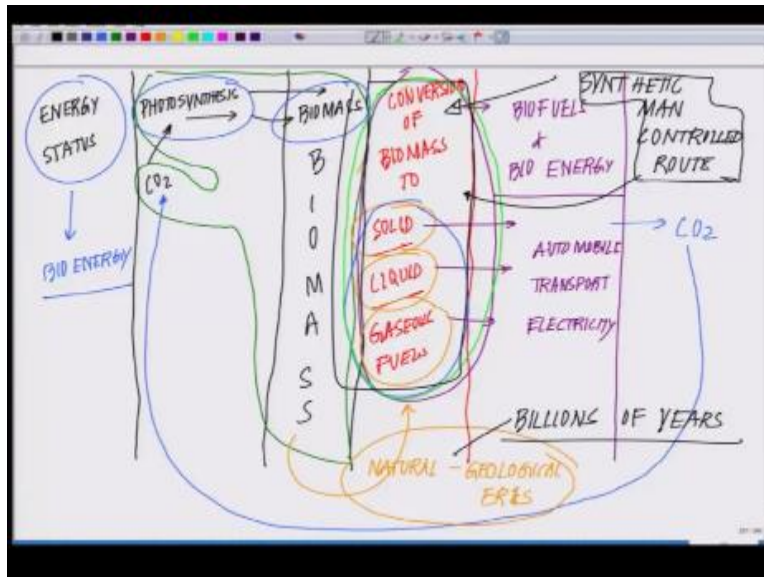 ENERGY
STATUS
BIO ENERGY
PHOTOSYNTHESIS
CO2
BIOMASS
B
I
O
M
A
S
S
CONVERSION
OF
BIOMASS
TO
SOLID
LIQUID
GASEOUS
FUELS
BIOFUELS
&
BIO ENERGY
AUTOMOBILE
TRANSPORT
ELECTRICITY
SYNTHETIC
MAN
CONTROLLED
ROUTE
CO2
BILLIONS OF YEARS
NATURAL - GEOLOGICAL